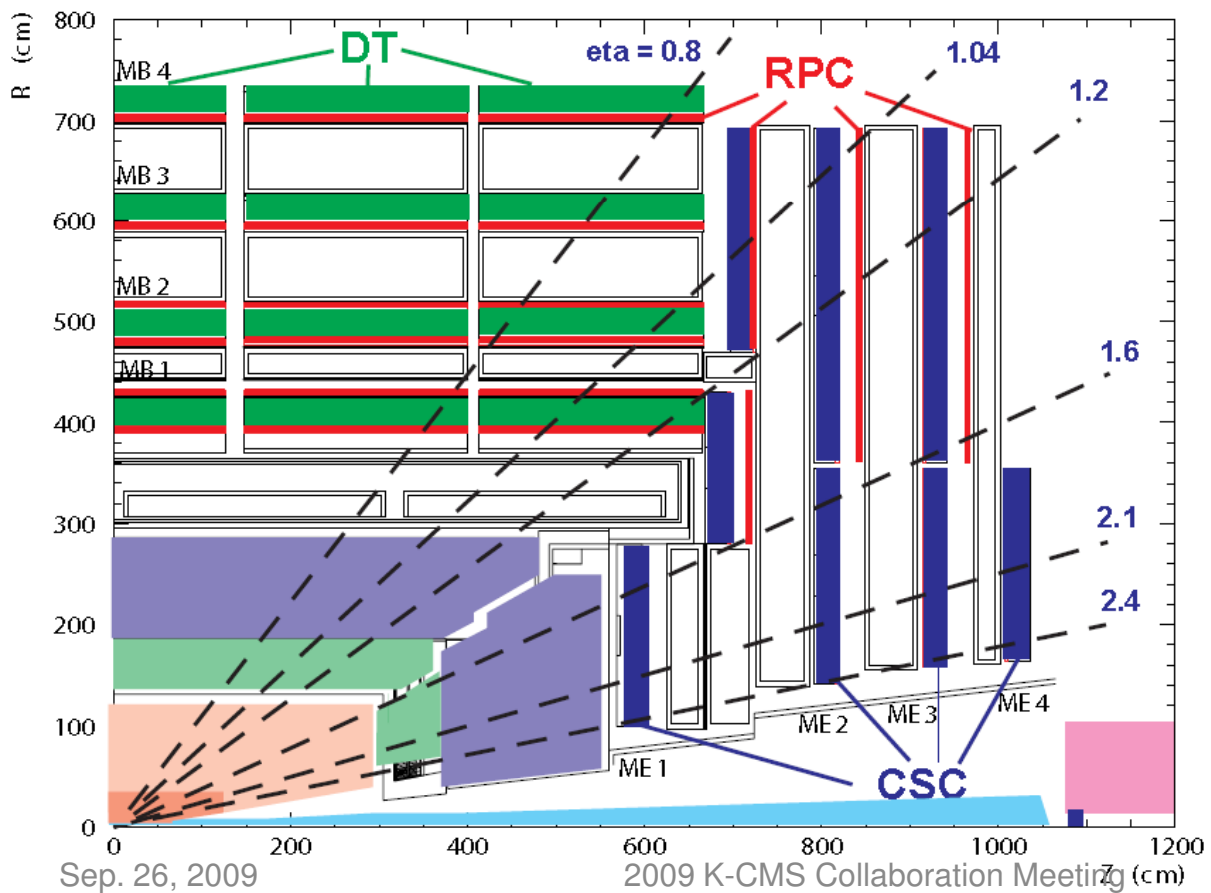 800
R (cm)
MB 4
DT
eta = 0.8
RPC
1.04
1.2
700
MB 3
600
MB 2
500
MB 1
1.6
400
300
2.1
2.4
200
100
ME 1
ME 2
ME 3
ME 4
CSC
0
0
200
400
600
800
1000
1200
Sep. 26, 2009
2009 K-CMS Collaboration Meeting
Z (cm)